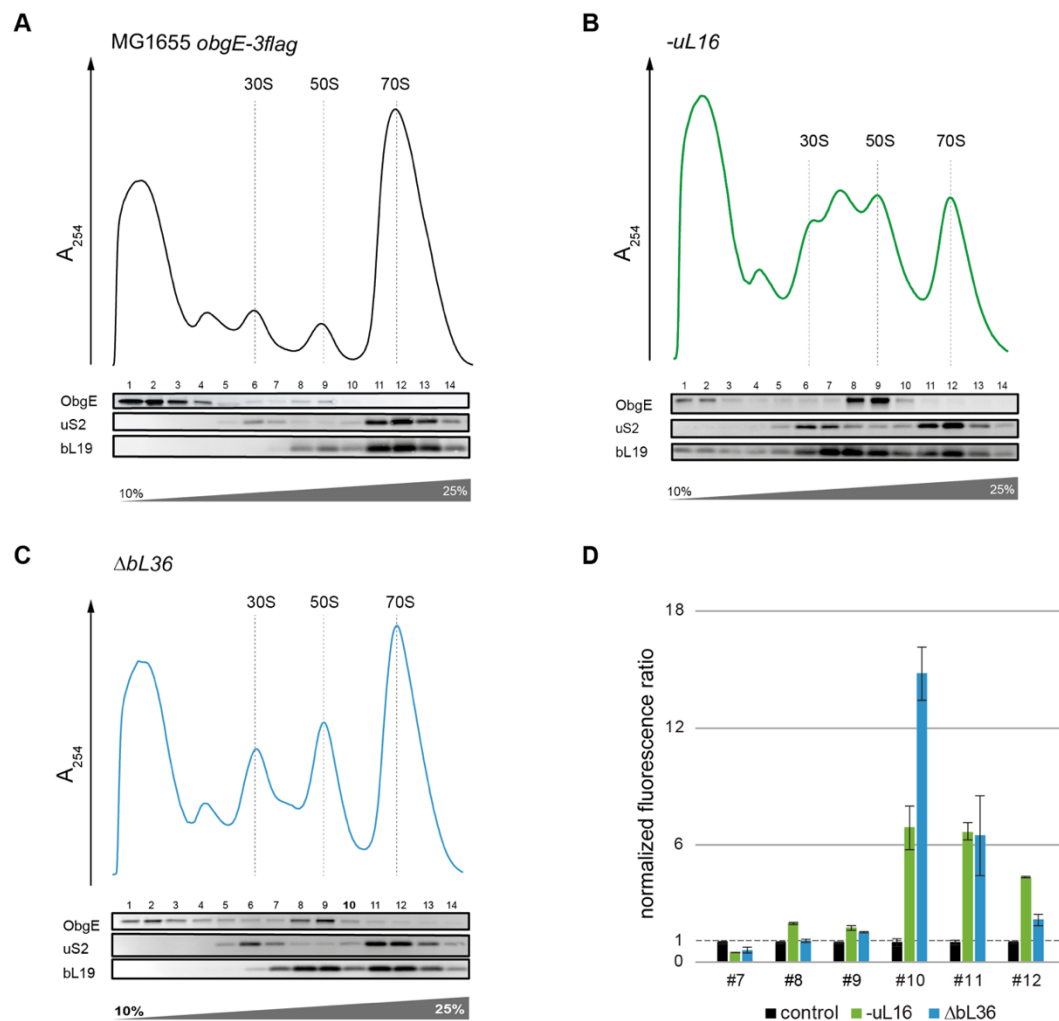 A
MG1655 obgE-3flag
30S 50S 70S
A254
1 2 3 4 5 6 7 8 9 10 11 12 13 14
ObgE
uS2
bL19
10% 25%
B
-uL16
30S 50S 70S
A254
1 2 3 4 5 6 7 8 9 10 11 12 13 14
ObgE
uS2
bL19
10% 25%
C
ΔbL36
30S 50S 70S
A254
1 2 3 4 5 6 7 8 9 10 11 12 13 14
ObgE
uS2
bL19
10% 25%
D
normalized fluorescence ratio
18
12
6
1
0
#7 #8 #9 #10 #11 #12
control -uL16 ΔbL36